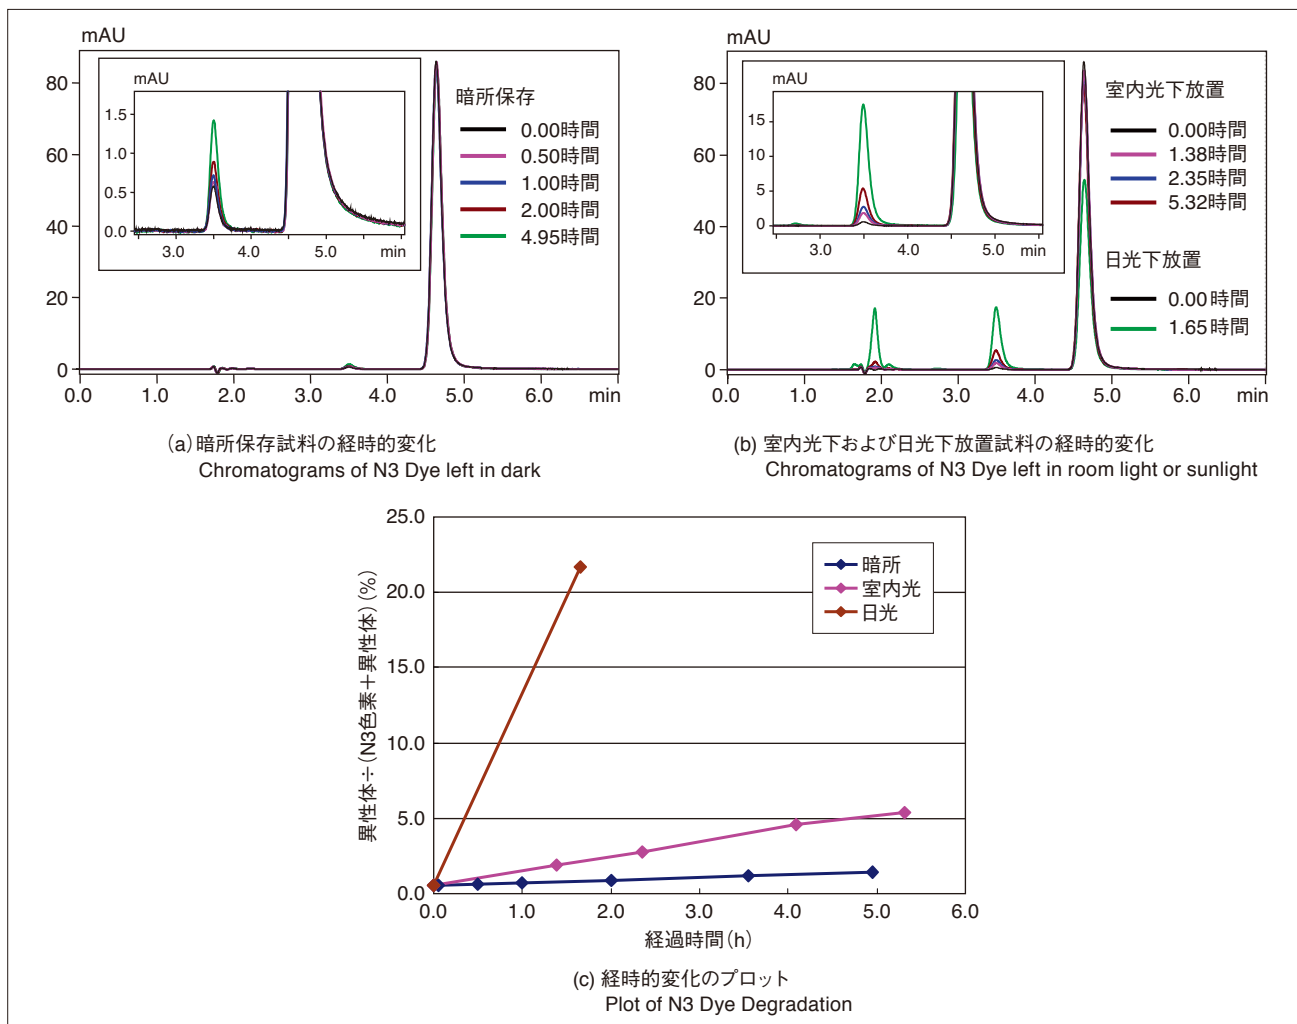 mAU
80
60
40
20
0
0.0 1.0 2.0 3.0 4.0 5.0 6.0 min
mAU
1.5
1.0
0.5
0.0
3.0 4.0 5.0 min
暗所保存
0.00時間
0.50時間
1.00時間
2.00時間
4.95時間
(a) 暗所保存試料の経時的変化
Chromatograms of N3 Dye left in dark
mAU
80
60
40
20
0
0.0 1.0 2.0 3.0 4.0 5.0 6.0 min
mAU
15
10
5
0
3.0 4.0 5.0 min
室内光下放置
0.00時間
1.38時間
2.35時間
5.32時間
日光下放置
0.00時間
1.65時間
(b) 室内光下および日光下放置試料の経時的変化
Chromatograms of N3 Dye left in room light or sunlight
異性体÷(N3色素+異性体)(%)
25.0
20.0
15.0
10.0
5.0
0.0
0.0 1.0 2.0 3.0 4.0 5.0 6.0
経過時間(h)
暗所
室内光
日光
(c) 経時的変化のプロット
Plot of N3 Dye Degradation